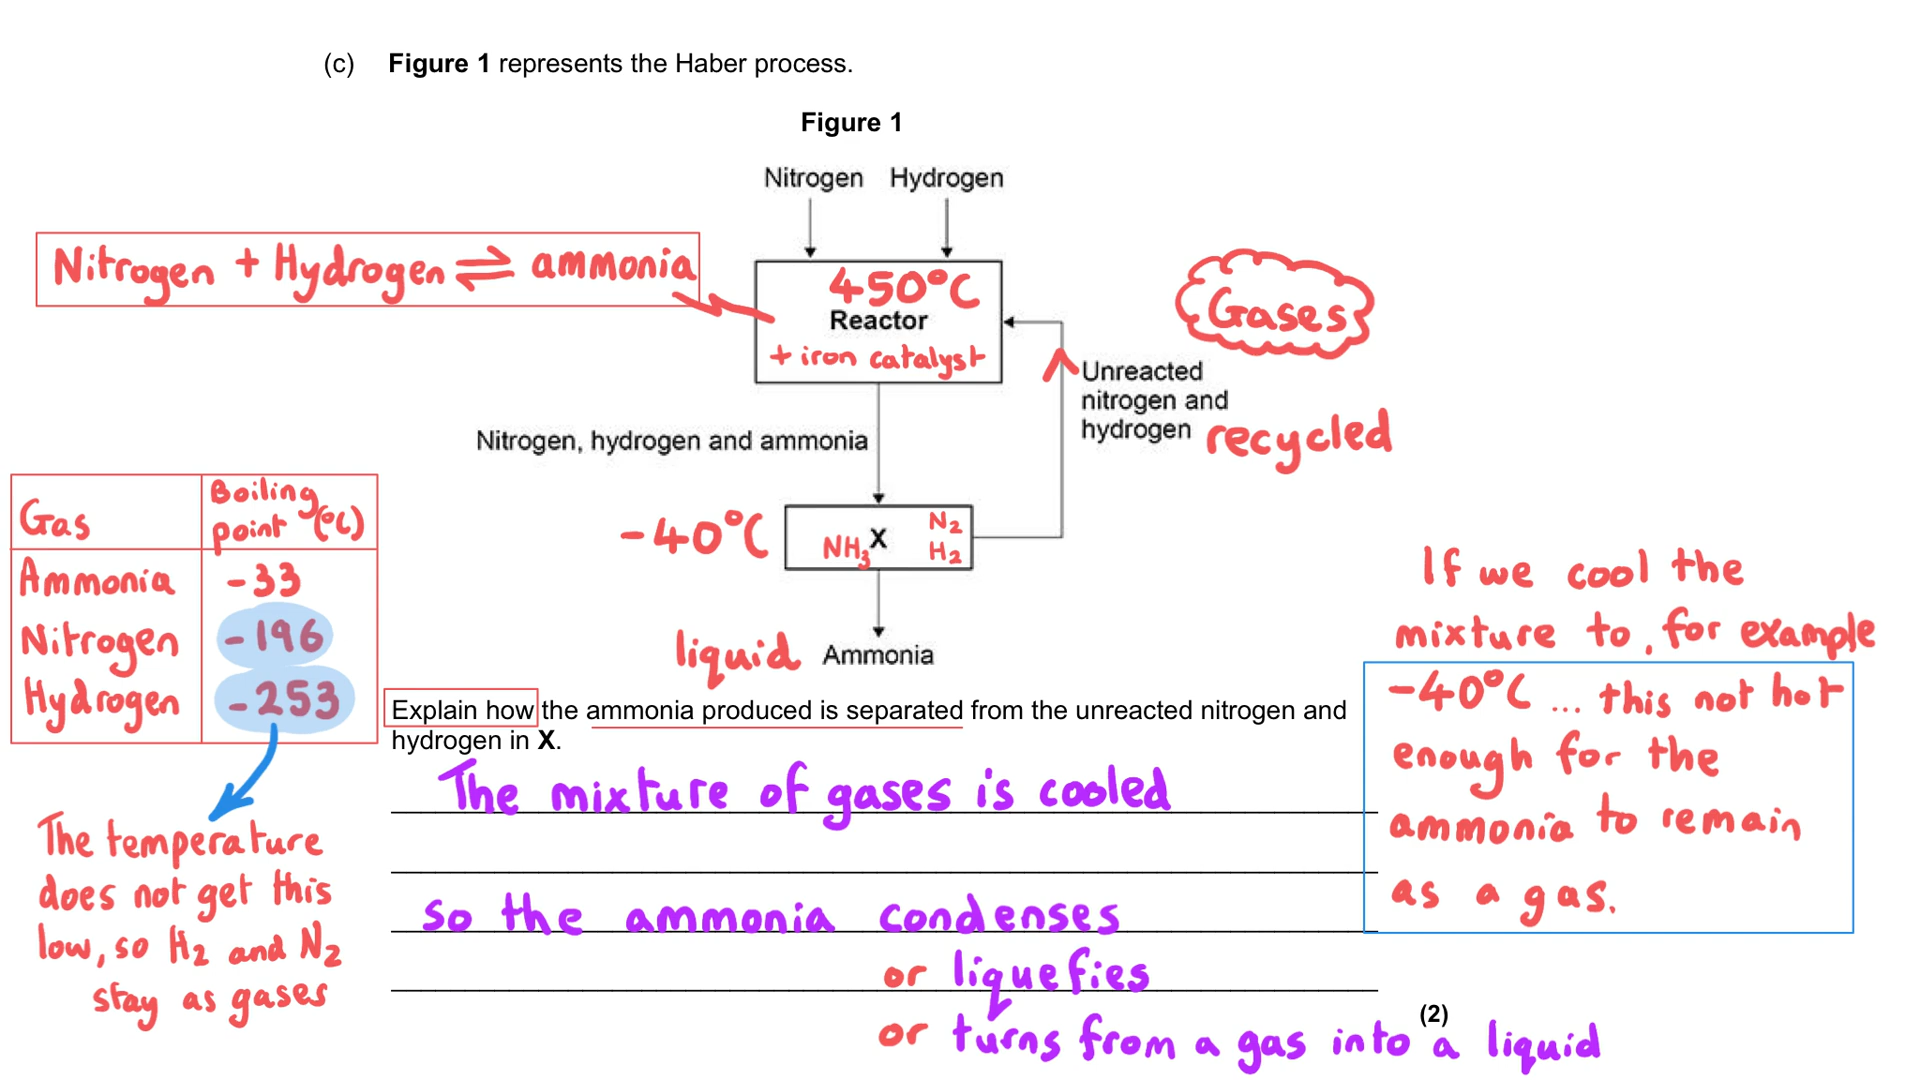 (c) Figure 1 represents the Haber process.
Figure 1
Nitrogen Hydrogen
Nitrogen + Hydrogen ⇌ ammonia
450°C
Reactor
+ iron catalyst
Gases
Unreacted
nitrogen and
hydrogen recycled
Nitrogen, hydrogen and ammonia
Gas Boiling point (°C)
Ammonia -33
Nitrogen -196
Hydrogen -253
-40°C
NH₃ X N₂
H₂
liquid Ammonia
If we cool the
mixture to, for example
-40°C ... this not hot
enough for the
ammonia to remain
as a gas.
Explain how the ammonia produced is separated from the unreacted nitrogen and
hydrogen in X.
The temperature
does not get this
low, so H₂ and N₂
stay as gases
The mixture of gases is cooled
so the ammonia condenses
or liquefies
(2)
or turns from a gas into a liquid